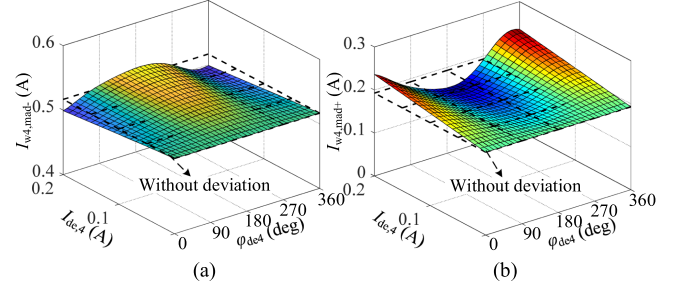 0.6
0.5
0.4
0.2
0.1
0
90
180
270
360
I_w4,mad- (A)
I_de,4 (A)
φ_de4 (deg)
Without deviation
(a)
0.3
0.2
0.1
0
0.2
0.1
0
90
180
270
360
I_w4,mad+ (A)
I_de,4 (A)
φ_de4 (deg)
Without deviation
(b)